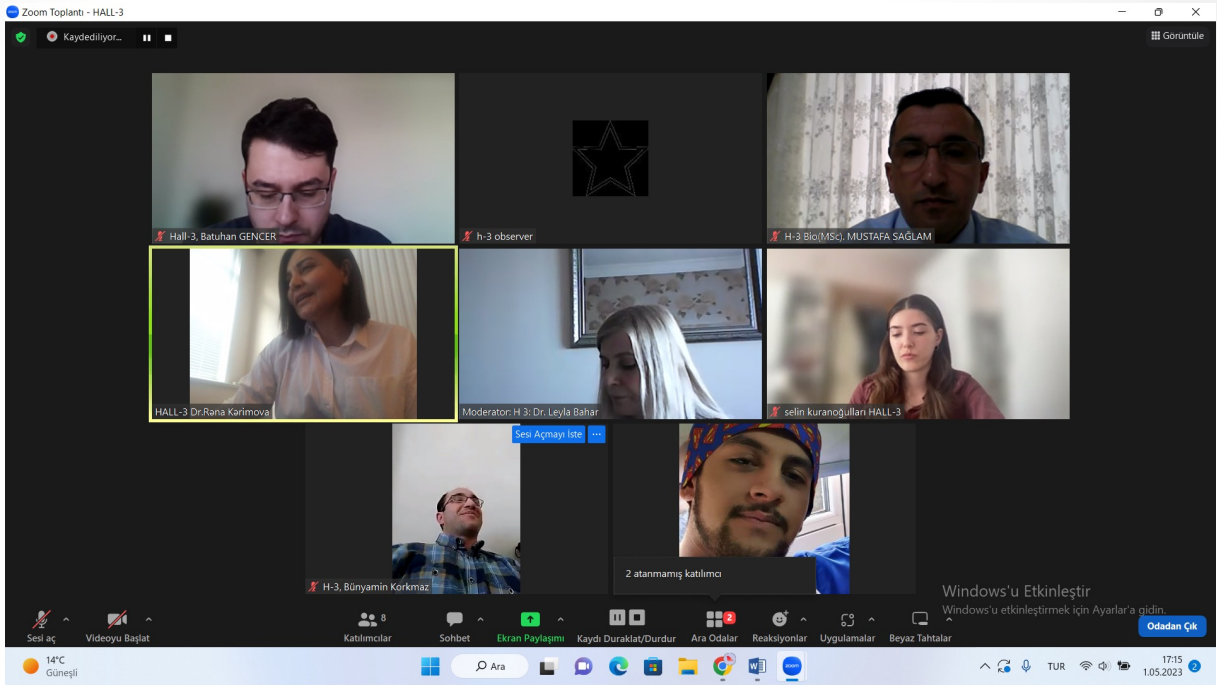 Zoom Toplantı - HALL-3
Kaydediliyor...
Görüntüle
Hall-3, Batuhan GENCER
h-3 observer
H-3 Bio(MSc). MUSTAFA SAĞLAM
HALL-3 Dr.Rəna Kərimova
Moderator: H 3: Dr. Leyla Bahar
selin kuranoğulları HALL-3
Sesi Açmayı İste
...
H-3, Bünyamin Korkmaz
2 atanmamış katılımcı
Windows'u Etkinleştir
Windows'u etkinleştirmek için Ayarlar'a gidin.
8
2
Sesi aç
Videoyu Başlat
Katılımcılar
Sohbet
Ekran Paylaşımı
Kaydı Duraklat/Durdur
Ara Odalar
Reaksiyonlar
Uygulamalar
Beyaz Tahtalar
Odadan Çık
14°C
Güneşli
Ara
zoom
TUR
17:15
1.05.2023
2